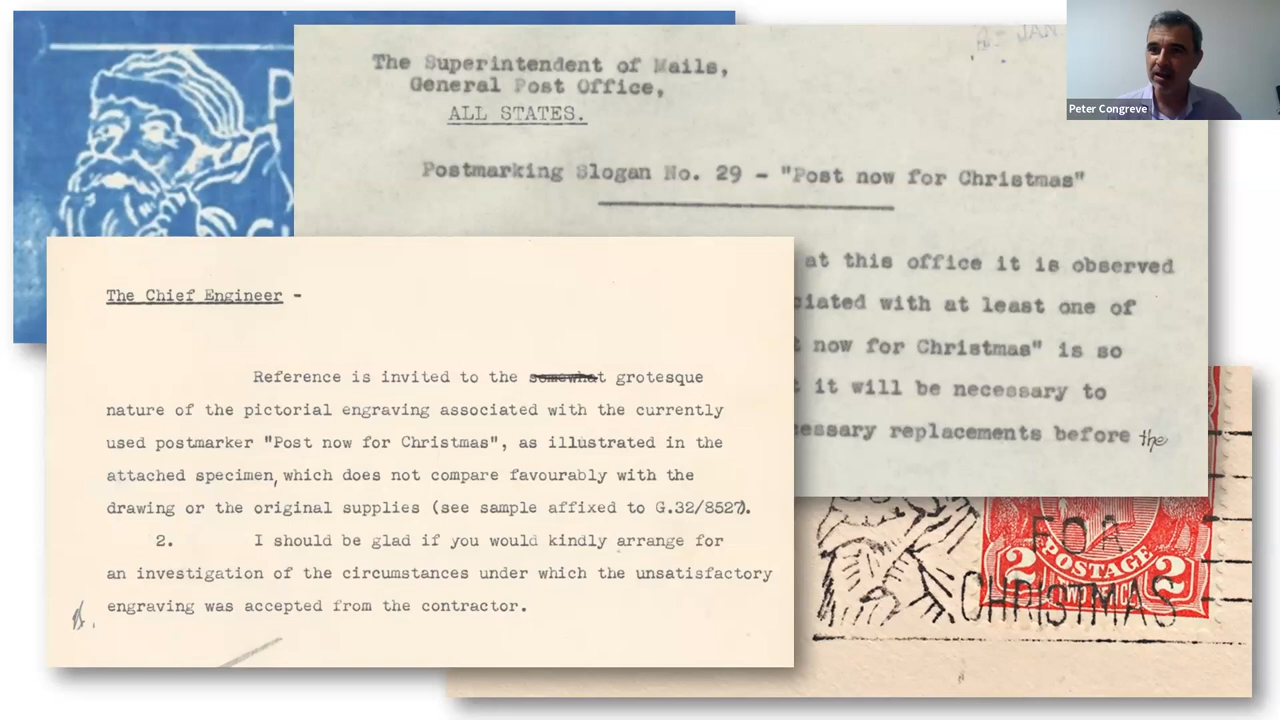 JAN
Peter Congreve
P
The Superintendent of Mails,
General Post Office,
ALL STATES.
Postmarking Slogan No. 29 - "Post now for Christmas"
at this office it is observed
ciated with at least one of
now for Christmas" is so
it will be necessary to
cessary replacements before the
The Chief Engineer -
Reference is invited to the somewhat grotesque
nature of the pictorial engraving associated with the currently
used postmarker "Post now for Christmas", as illustrated in the
attached specimen, which does not compare favourably with the
drawing or the original supplies (see sample affixed to G.32/8527).
2. I should be glad if you would kindly arrange for
an investigation of the circumstances under which the unsatisfactory
engraving was accepted from the contractor.
FOR
CHRISTMAS
POSTAGE
2 2
TWO PENCE